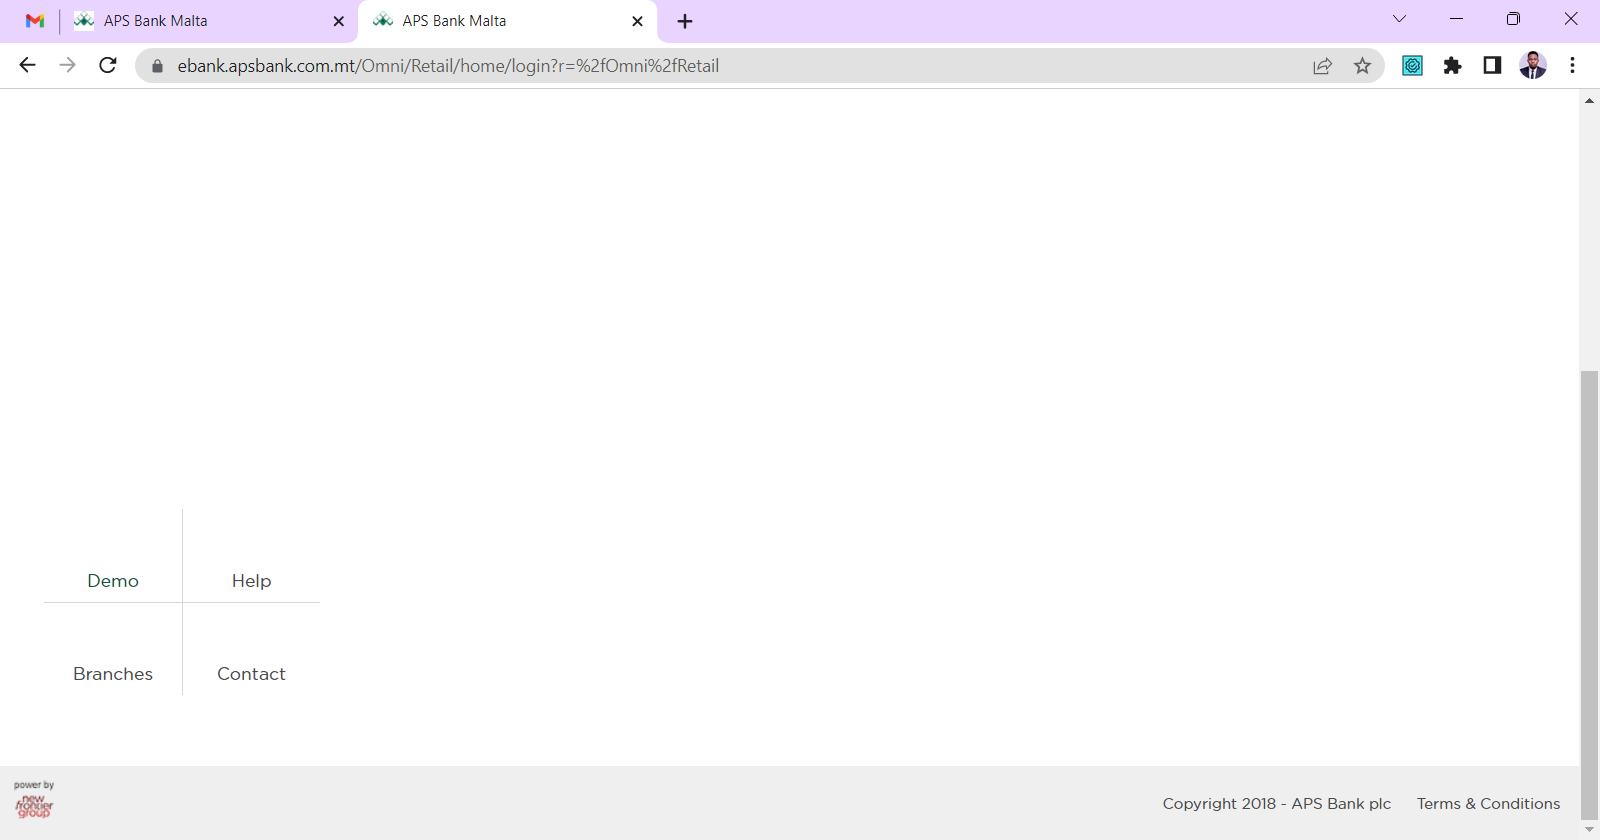 APS Bank Malta
APS Bank Malta
ebank.apsbank.com.mt/Omni/Retail/home/login?r=%2fOmni%2fRetail
Demo
Help
Branches
Contact
power by
new
frontier
group
Copyright 2018 - APS Bank plc
Terms & Conditions